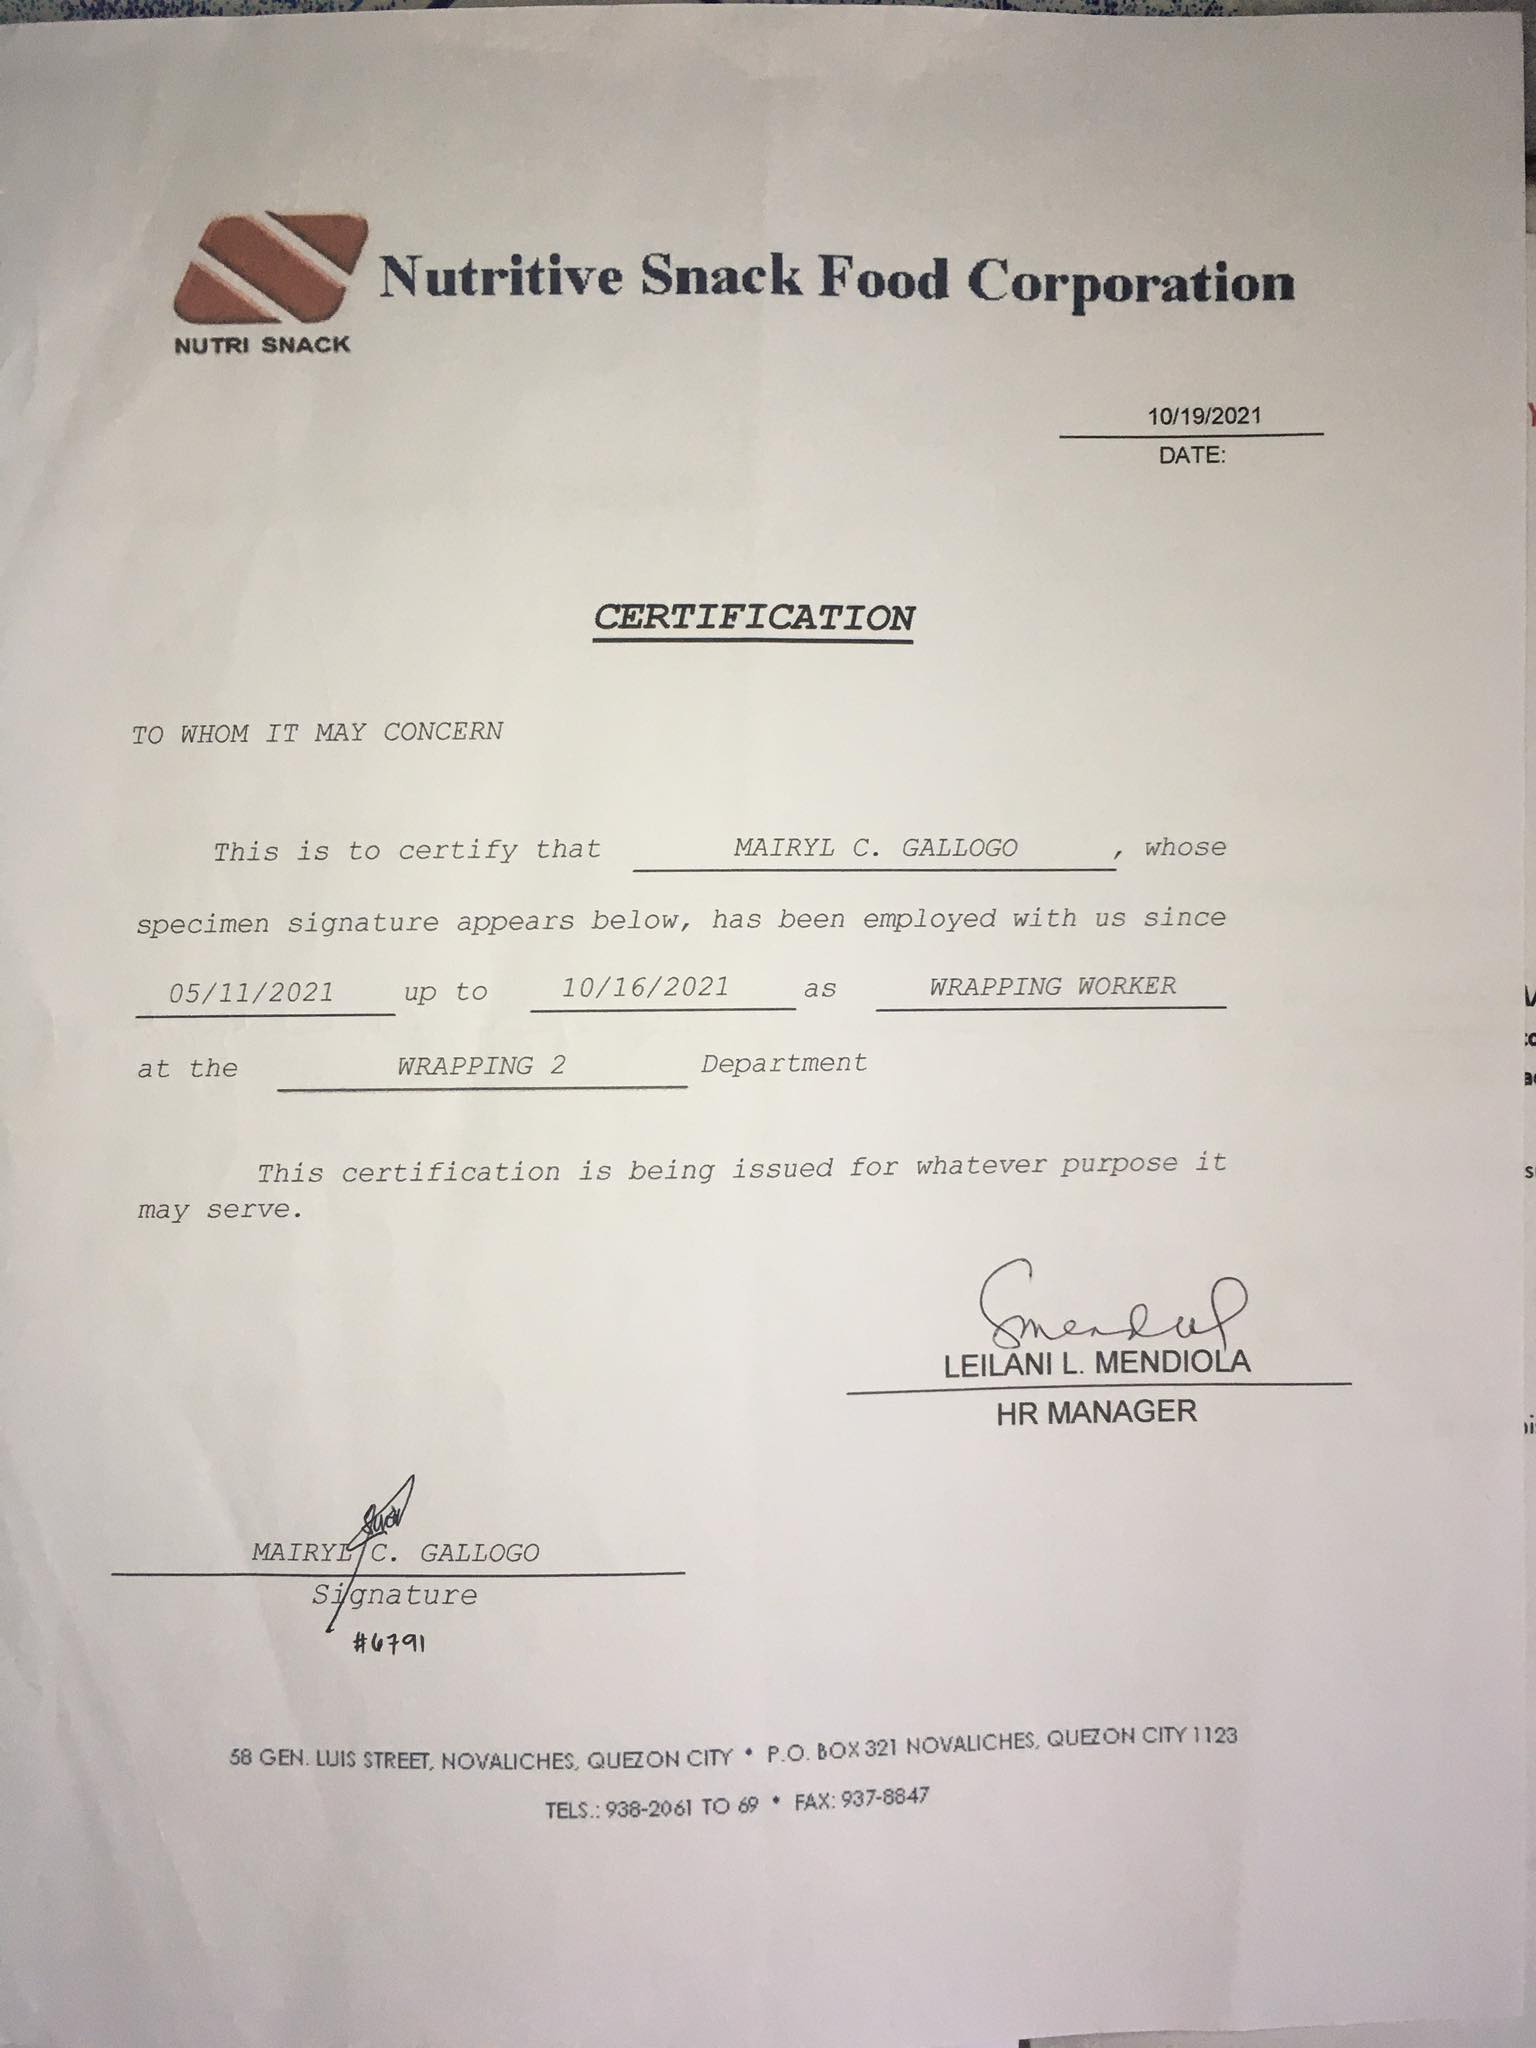 Nutritive Snack Food Corporation
NUTRI SNACK
10/19/2021
DATE:
CERTIFICATION
TO WHOM IT MAY CONCERN
This is to certify that MAIRYL C. GALLOGO , whose
specimen signature appears below, has been employed with us since
05/11/2021 up to 10/16/2021 as WRAPPING WORKER
at the WRAPPING 2 Department
This certification is being issued for whatever purpose it
may serve.
LEILANI L. MENDIOLA
HR MANAGER
MAIRYL C. GALLOGO
Signature
#6791
58 GEN. LUIS STREET, NOVALICHES, QUEZON CITY • P.O. BOX 321 NOVALICHES, QUEZON CITY 1123
TELS.: 938-2061 TO 69 • FAX: 937-8847